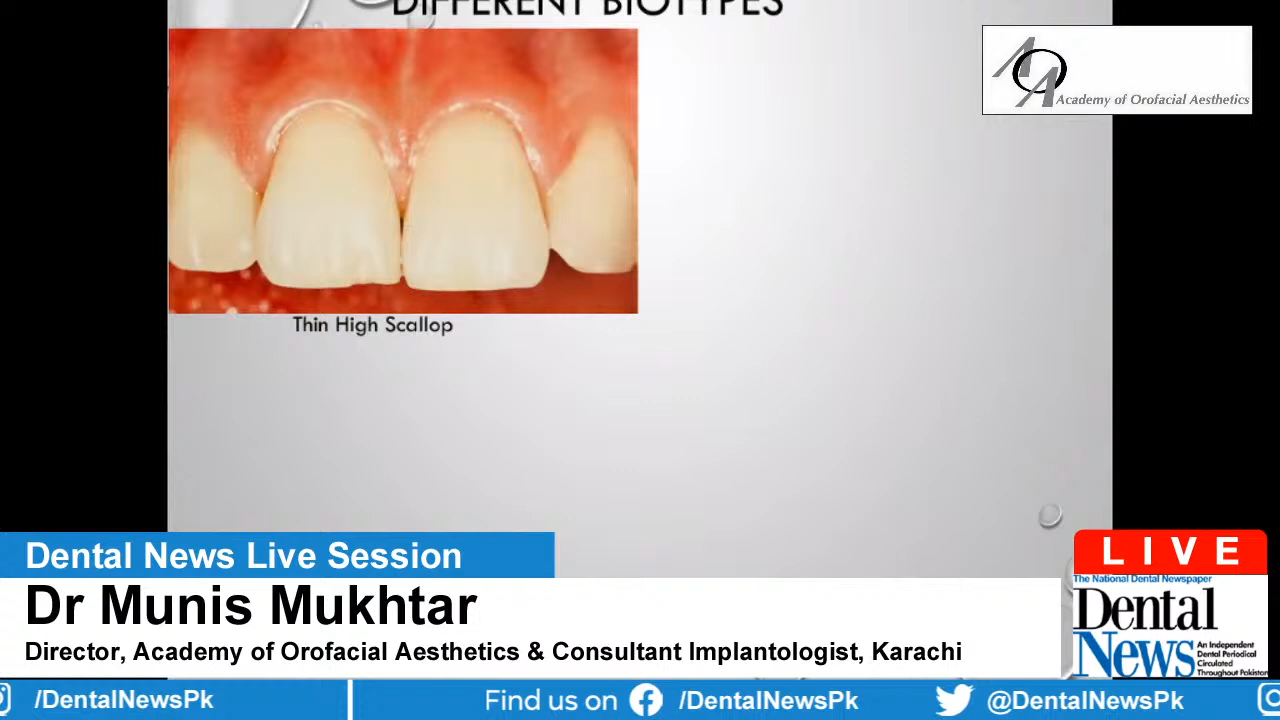 DIFFERENT BIOTYPES
AOA
Academy of Orofacial Aesthetics
Thin High Scallop
Dental News Live Session
Dr Munis Mukhtar
Director, Academy of Orofacial Aesthetics & Consultant Implantologist, Karachi
LIVE
The National Dental Newspaper
Dental
News
An Independent
Dental Periodical
Circulated
Throughout Pakistan
/DentalNewsPk
Find us on
/DentalNewsPk
@DentalNewsPk